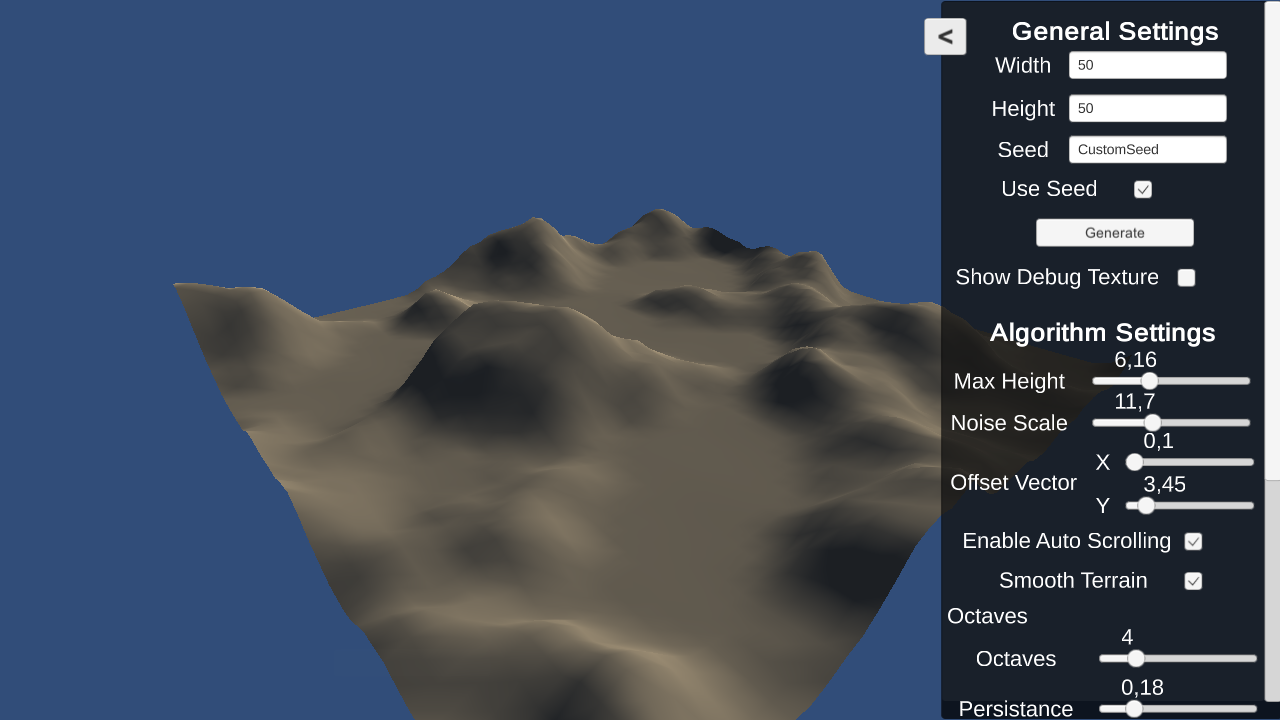 <
General Settings
Width 50
Height 50
Seed CustomSeed
Use Seed
Generate
Show Debug Texture
Algorithm Settings
6,16
Max Height
11,7
Noise Scale
0,1
X
Offset Vector
3,45
Y
Enable Auto Scrolling
Smooth Terrain
Octaves
4
Octaves
0,18
Persistance